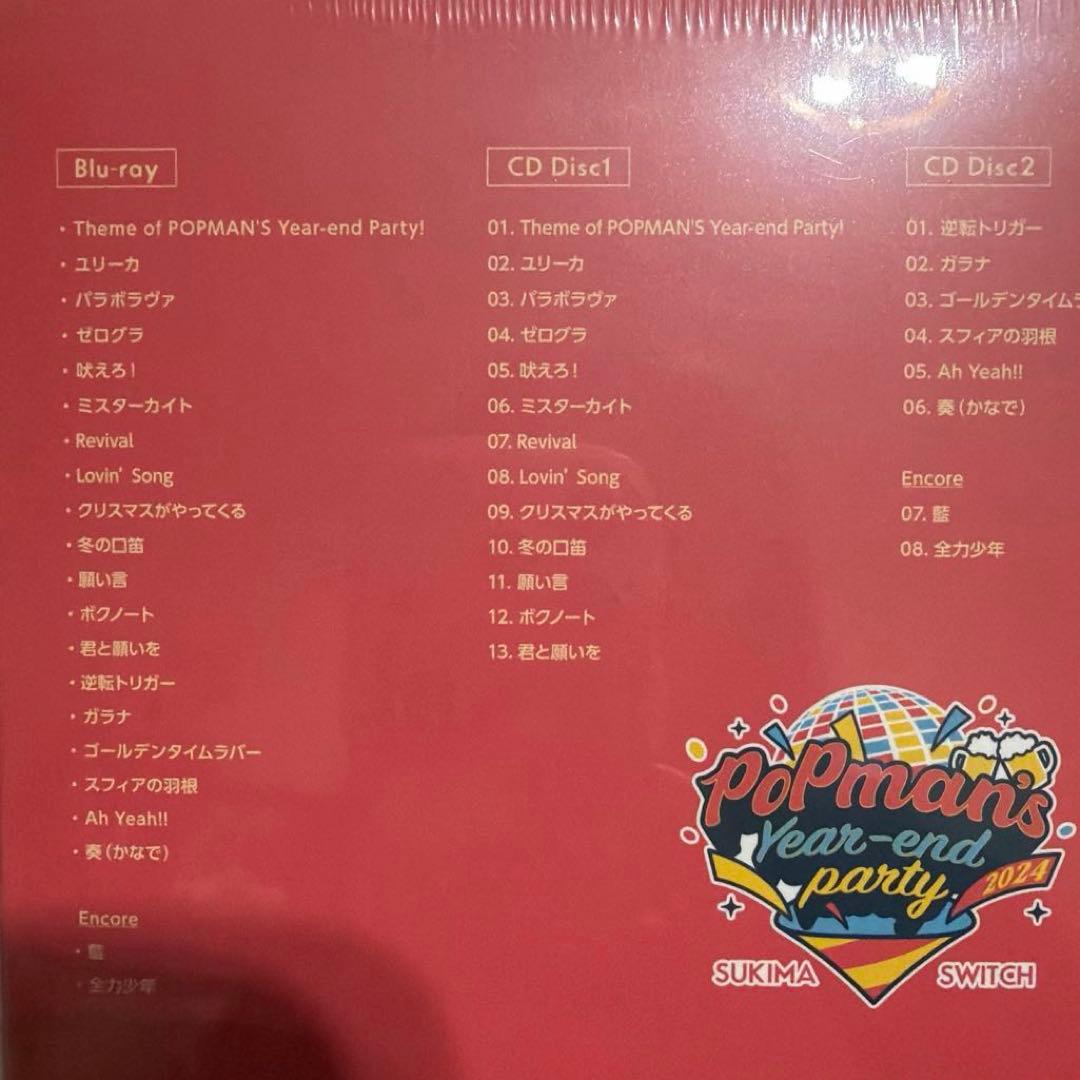 Blu-ray
・Theme of POPMAN'S Year-end Party!
・ユリーカ
・パラボラヴァ
・ゼログラ
・吠えろ!
・ミスターカイト
・Revival
・Lovin' Song
・クリスマスがやってくる
・冬の口笛
・願い言
・ボクノート
・君と願いを
・逆転トリガー
・ガラナ
・ゴールデンタイムラバー
・スフィアの羽根
・Ah Yeah!!
・奏(かなで)
Encore
・藍
・全力少年
CD Disc1
01. Theme of POPMAN'S Year-end Party!
02. ユリーカ
03. パラボラヴァ
04. ゼログラ
05. 吠えろ!
06. ミスターカイト
07. Revival
08. Lovin' Song
09. クリスマスがやってくる
10. 冬の口笛
11. 願い言
12. ボクノート
13. 君と願いを
CD Disc2
01. 逆転トリガー
02. ガラナ
03. ゴールデンタイムラ
04. スフィアの羽根
05. Ah Yeah!!
06. 奏(かなで)
Encore
07. 藍
08. 全力少年
PoPman's
Year-end
party
2024
SUKIMA SWITCH